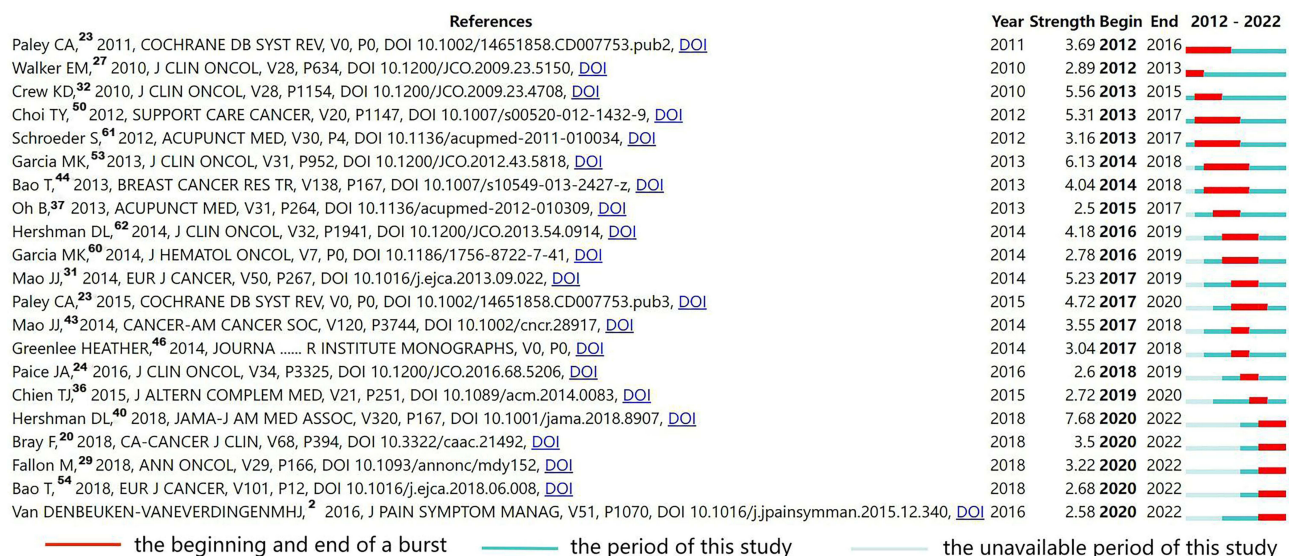 References Year Strength Begin End 2012 - 2022
Paley CA,23 2011, COCHRANE DB SYST REV, V0, P0, DOI 10.1002/14651858.CD007753.pub2, DOI 2011 3.69 2012 2016
Walker EM,27 2010, J CLIN ONCOL, V28, P634, DOI 10.1200/JCO.2009.23.5150, DOI 2010 2.89 2012 2013
Crew KD,32 2010, J CLIN ONCOL, V28, P1154, DOI 10.1200/JCO.2009.23.4708, DOI 2010 5.56 2013 2015
Choi TY,50 2012, SUPPORT CARE CANCER, V20, P1147, DOI 10.1007/s00520-012-1432-9, DOI 2012 5.31 2013 2017
Schroeder S,61 2012, ACUPUNCT MED, V30, P4, DOI 10.1136/acupmed-2011-010034, DOI 2012 3.16 2013 2017
Garcia MK,53 2013, J CLIN ONCOL, V31, P952, DOI 10.1200/JCO.2012.43.5818, DOI 2013 6.13 2014 2018
Bao T,44 2013, BREAST CANCER RES TR, V138, P167, DOI 10.1007/s10549-013-2427-z, DOI 2013 4.04 2014 2018
Oh B,37 2013, ACUPUNCT MED, V31, P264, DOI 10.1136/acupmed-2012-010309, DOI 2013 2.5 2015 2017
Hershman DL,62 2014, J CLIN ONCOL, V32, P1941, DOI 10.1200/JCO.2013.54.0914, DOI 2014 4.18 2016 2019
Garcia MK,60 2014, J HEMATOL ONCOL, V7, P0, DOI 10.1186/1756-8722-7-41, DOI 2014 2.78 2016 2019
Mao JJ,31 2014, EUR J CANCER, V50, P267, DOI 10.1016/j.ejca.2013.09.022, DOI 2014 5.23 2017 2019
Paley CA,23 2015, COCHRANE DB SYST REV, V0, P0, DOI 10.1002/14651858.CD007753.pub3, DOI 2015 4.72 2017 2020
Mao JJ,43 2014, CANCER-AM CANCER SOC, V120, P3744, DOI 10.1002/cncr.28917, DOI 2014 3.55 2017 2018
Greenlee HEATHER,46 2014, JOURNA ...... R INSTITUTE MONOGRAPHS, V0, P0, DOI 2014 3.04 2017 2018
Paice JA,24 2016, J CLIN ONCOL, V34, P3325, DOI 10.1200/JCO.2016.68.5206, DOI 2016 2.6 2018 2019
Chien TJ,36 2015, J ALTERN COMPLEM MED, V21, P251, DOI 10.1089/acm.2014.0083, DOI 2015 2.72 2019 2020
Hershman DL,40 2018, JAMA-J AM MED ASSOC, V320, P167, DOI 10.1001/jama.2018.8907, DOI 2018 7.68 2020 2022
Bray F,20 2018, CA-CANCER J CLIN, V68, P394, DOI 10.3322/caac.21492, DOI 2018 3.5 2020 2022
Fallon M,29 2018, ANN ONCOL, V29, P166, DOI 10.1093/annonc/mdy152, DOI 2018 3.22 2020 2022
Bao T,54 2018, EUR J CANCER, V101, P12, DOI 10.1016/j.ejca.2018.06.008, DOI 2018 2.68 2020 2022
Van DENBEUKEN-VANEVERDINGENMHJ,2 2016, J PAIN SYMPTOM MANAG, V51, P1070, DOI 10.1016/j.jpainsymman.2015.12.340, DOI 2016 2.58 2020 2022
the beginning and end of a burst the period of this study the unavailable period of this study